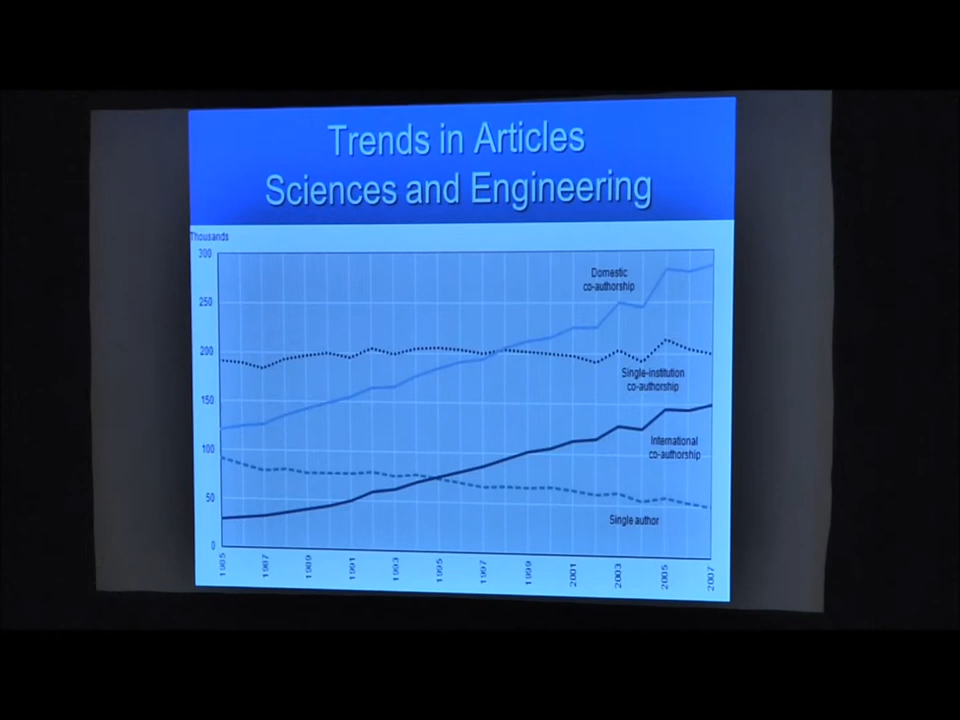 Trends in Articles
Sciences and Engineering
Thousands
300
250
200
150
100
50
0
Domestic
co-authorship
Single-institution
co-authorship
International
co-authorship
Single author
1985
1987
1989
1991
1993
1995
1997
1999
2001
2003
2005
2007